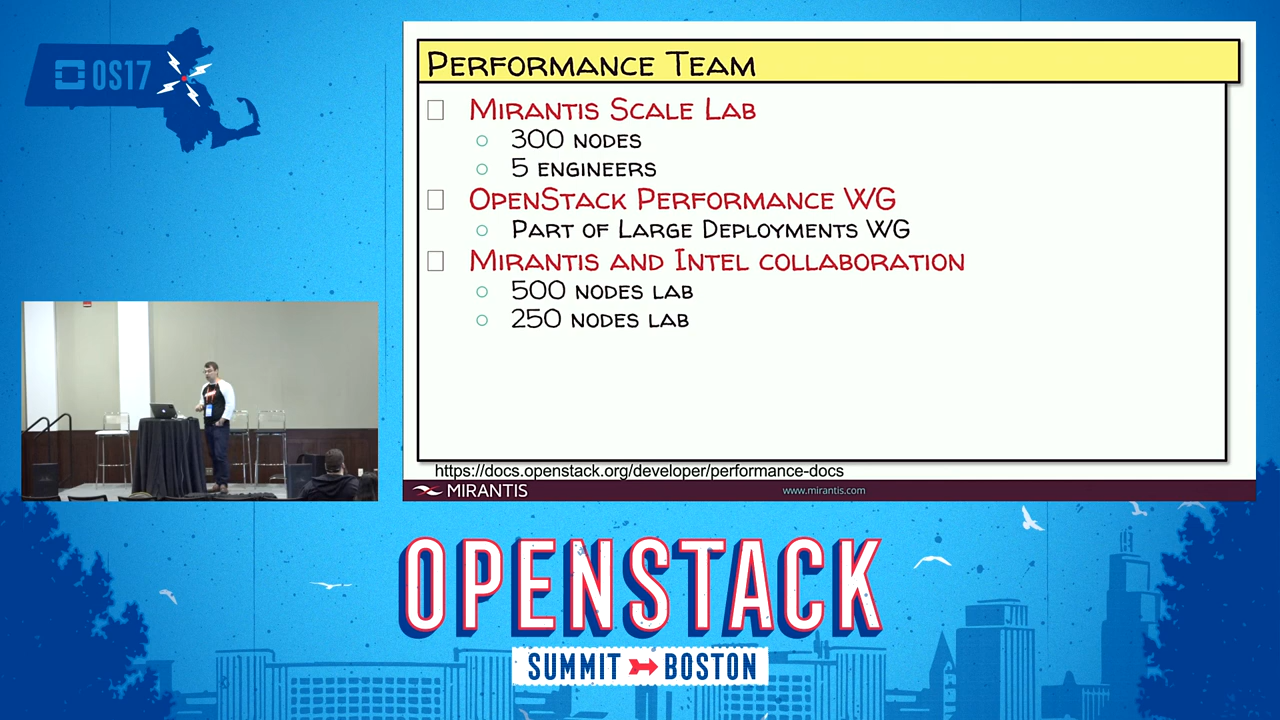 OS17
PERFORMANCE TEAM
MIRANTIS SCALE LAB
300 NODES
5 ENGINEERS
OPENSTACK PERFORMANCE WG
PART OF LARGE DEPLOYMENTS WG
MIRANTIS AND INTEL COLLABORATION
500 NODES LAB
250 NODES LAB
https://docs.openstack.org/developer/performance-docs
MIRANTIS
www.mirantis.com
OPENSTACK
SUMMIT BOSTON